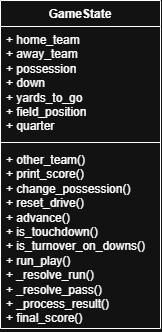 GameState
+ home_team
+ away_team
+ possession
+ down
+ yards_to_go
+ field_position
+ quarter
+ other_team()
+ print_score()
+ change_possession()
+ reset_drive()
+ advance()
+ is_touchdown()
+ is_turnover_on_downs()
+ run_play()
+ _resolve_run()
+ _resolve_pass()
+ _process_result()
+ final_score()